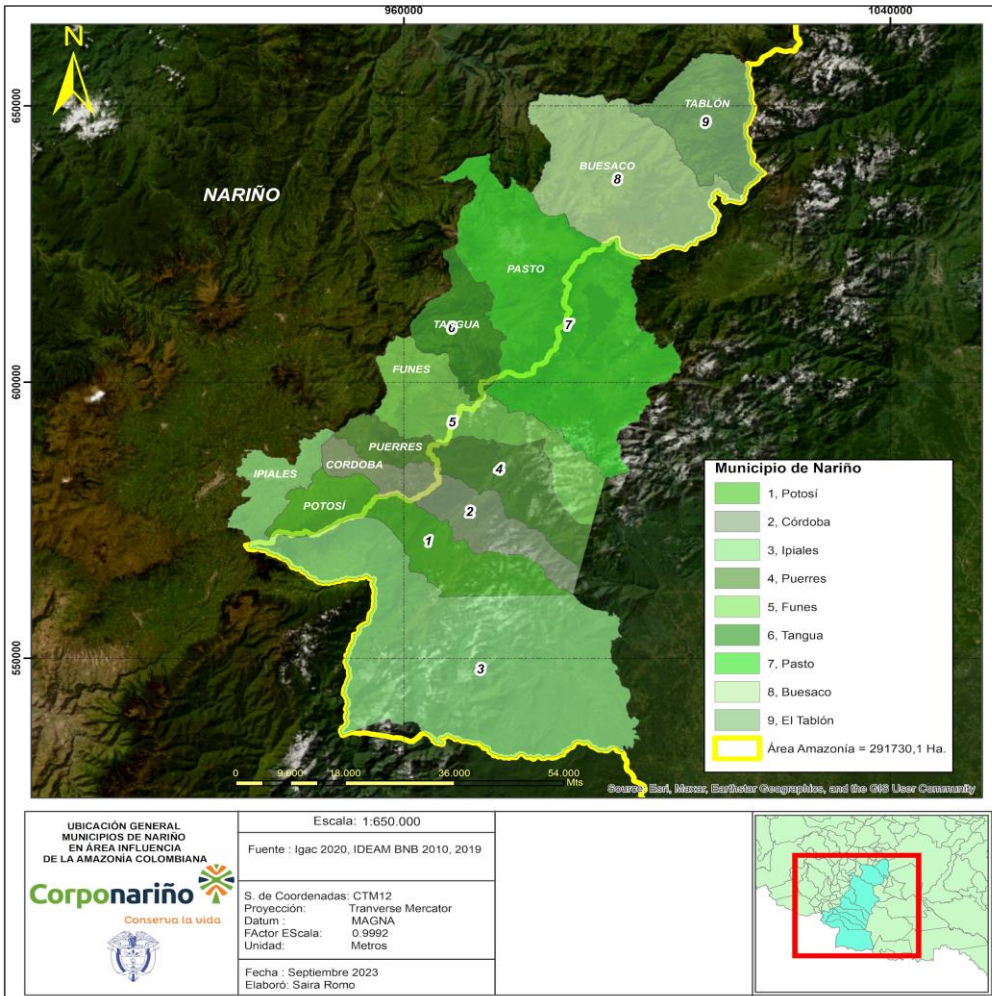 960000
1040000
N
650000
600000
550000
NARIÑO
TABLÓN
9
BUESACO
8
PASTO
7
TANGUA
6
FUNES
5
PUERRES
4
CORDOBA
2
IPIALES
POTOSÍ
1
3
0 9.000 18.000 36.000 54.000
Mts
Municipio de Nariño
1, Potosí
2, Córdoba
3, Ipiales
4, Puerres
5, Funes
6, Tangua
7, Pasto
8, Buesaco
9, El Tablón
Área Amazonía = 291730,1 Ha.
Source: Esri, Maxar, Earthstar Geographics, and the GIS User Community
UBICACIÓN GENERAL
MUNICIPIOS DE NARIÑO
EN ÁREA INFLUENCIA
DE LA AMAZONÍA COLOMBIANA
Corponariño
Conserva la vida
Escala: 1:650.000
Fuente : Igac 2020, IDEAM BNB 2010, 2019
S. de Coordenadas: CTM12
Proyección: Tranverse Mercator
Datum : MAGNA
FActor EScala: 0.9992
Unidad: Metros
Fecha : Septiembre 2023
Elaboró: Saira Romo